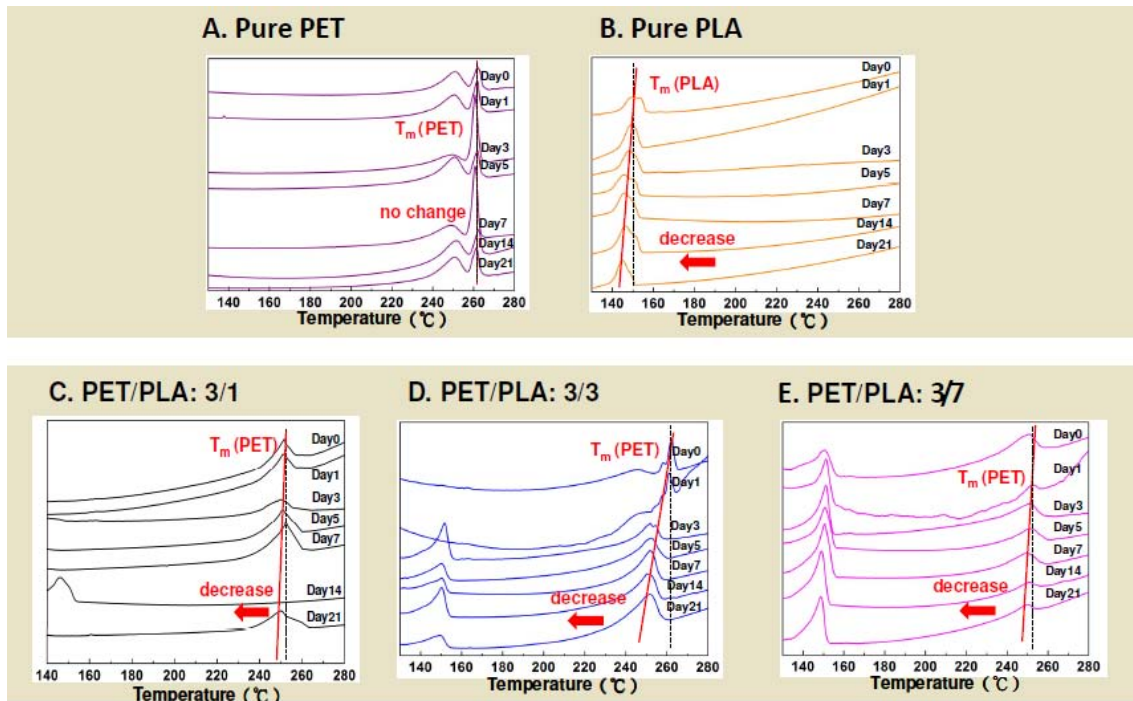 A. Pure PET
B. Pure PLA
Day0
Day1
Tm (PET)
Day3
Day5
no change
Day7
Day14
Day21
140 160 180 200 220 240 260 280
Temperature (℃)
Day0
Tm (PLA)
Day1
Day3
Day5
Day7
Day14
decrease
Day21
140 160 180 200 220 240 260 280
Temperature (℃)
C. PET/PLA: 3/1
D. PET/PLA: 3/3
E. PET/PLA: 3/7
Tm (PET)
Day0
Day1
Day3
Day5
Day7
decrease
Day14
Day21
140 160 180 200 220 240 260 280
Temperature (℃)
Tm (PET)
Day0
Day1
Day3
Day5
Day7
Day14
decrease
Day21
140 160 180 200 220 240 260 280
Temperature (℃)
Day0
Day1
Tm (PET)
Day3
Day5
Day7
Day14
decrease
Day21
140 160 180 200 220 240 260 280
Temperature (℃)